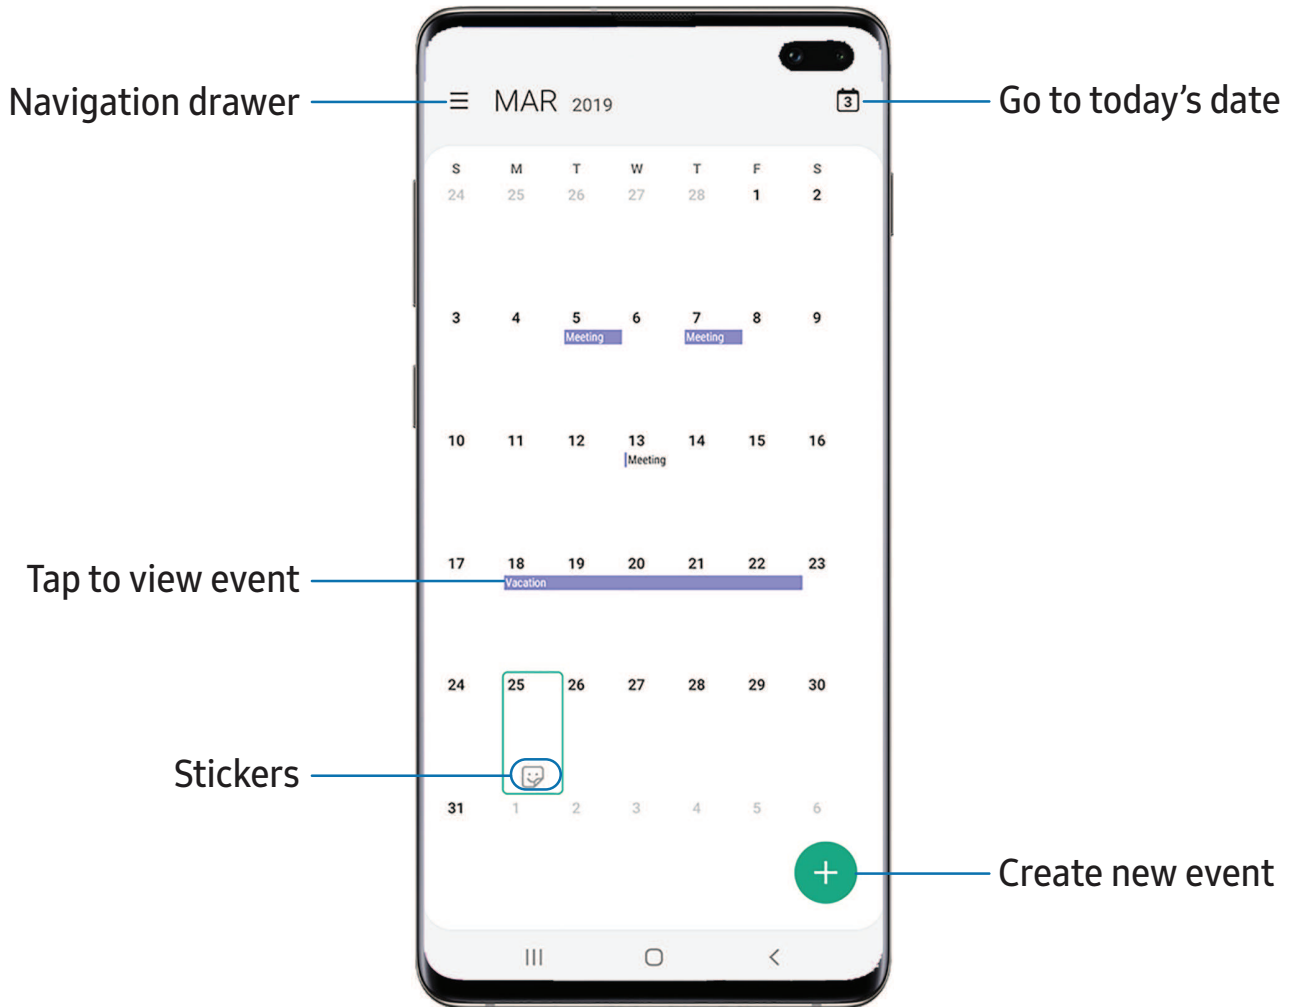 Navigation drawer
MAR 2019
3
Go to today's date
S M T W T F S
24 25 26 27 28 1 2
3 4 5 6 7 8 9
Meeting Meeting
10 11 12 13 14 15 16
Meeting
17 18 19 20 21 22 23
Tap to view event
Vacation
24 25 26 27 28 29 30
Stickers
31 1 2 3 4 5 6
Create new event